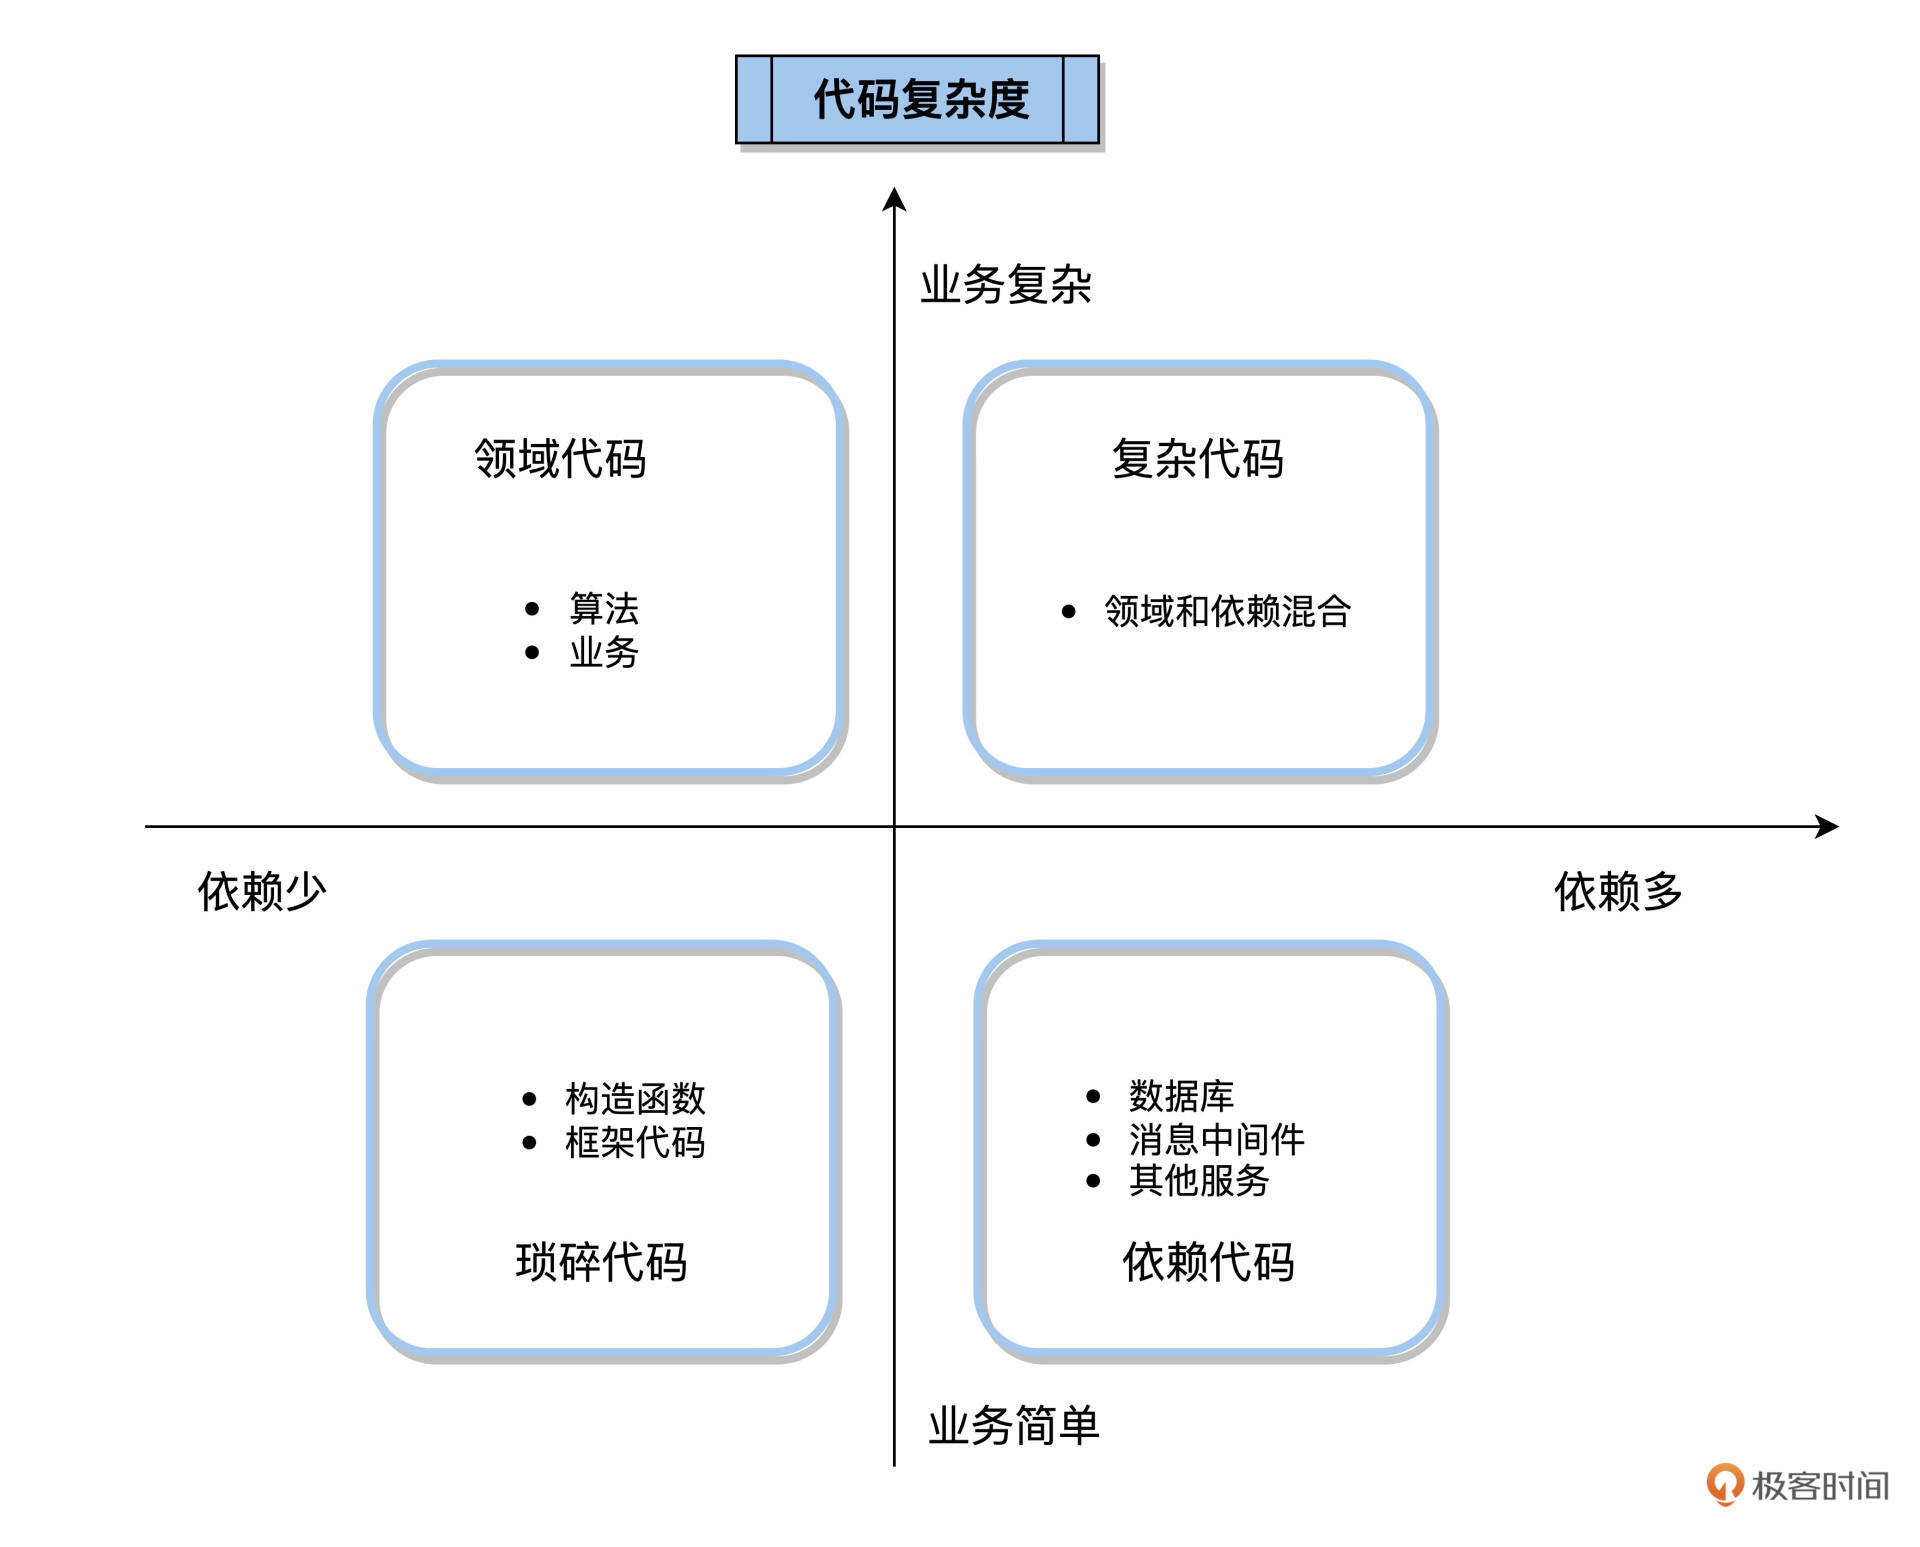 代码复杂度
业务复杂
领域代码
算法
业务
复杂代码
领域和依赖混合
依赖少
依赖多
构造函数
框架代码
琐碎代码
数据库
消息中间件
其他服务
依赖代码
业务简单
极客时间